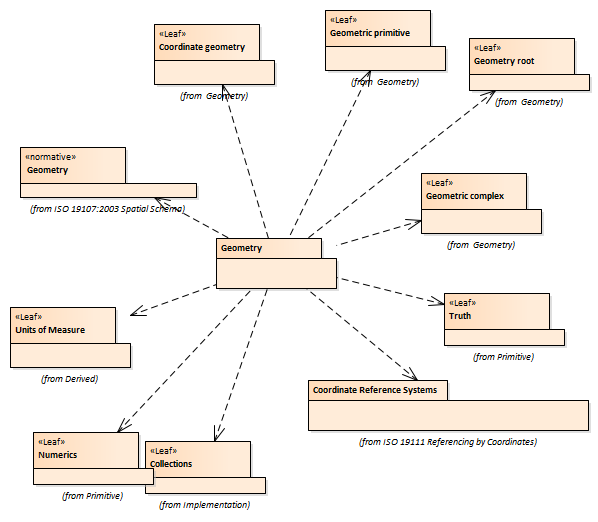 «Leaf»
Geometric primitive
(from Geometry)
«Leaf»
Coordinate geometry
(from Geometry)
«Leaf»
Geometry root
(from Geometry)
«normative»
Geometry
(from ISO 19107:2003 Spatial Schema)
«Leaf»
Geometric complex
(from Geometry)
Geometry
«Leaf»
Truth
(from Primitive)
«Leaf»
Units of Measure
(from Derived)
Coordinate Reference Systems
(from ISO 19111 Referencing by Coordinates)
«Leaf»
Numerics
(from Primitive)
«Leaf»
Collections
(from Implementation)